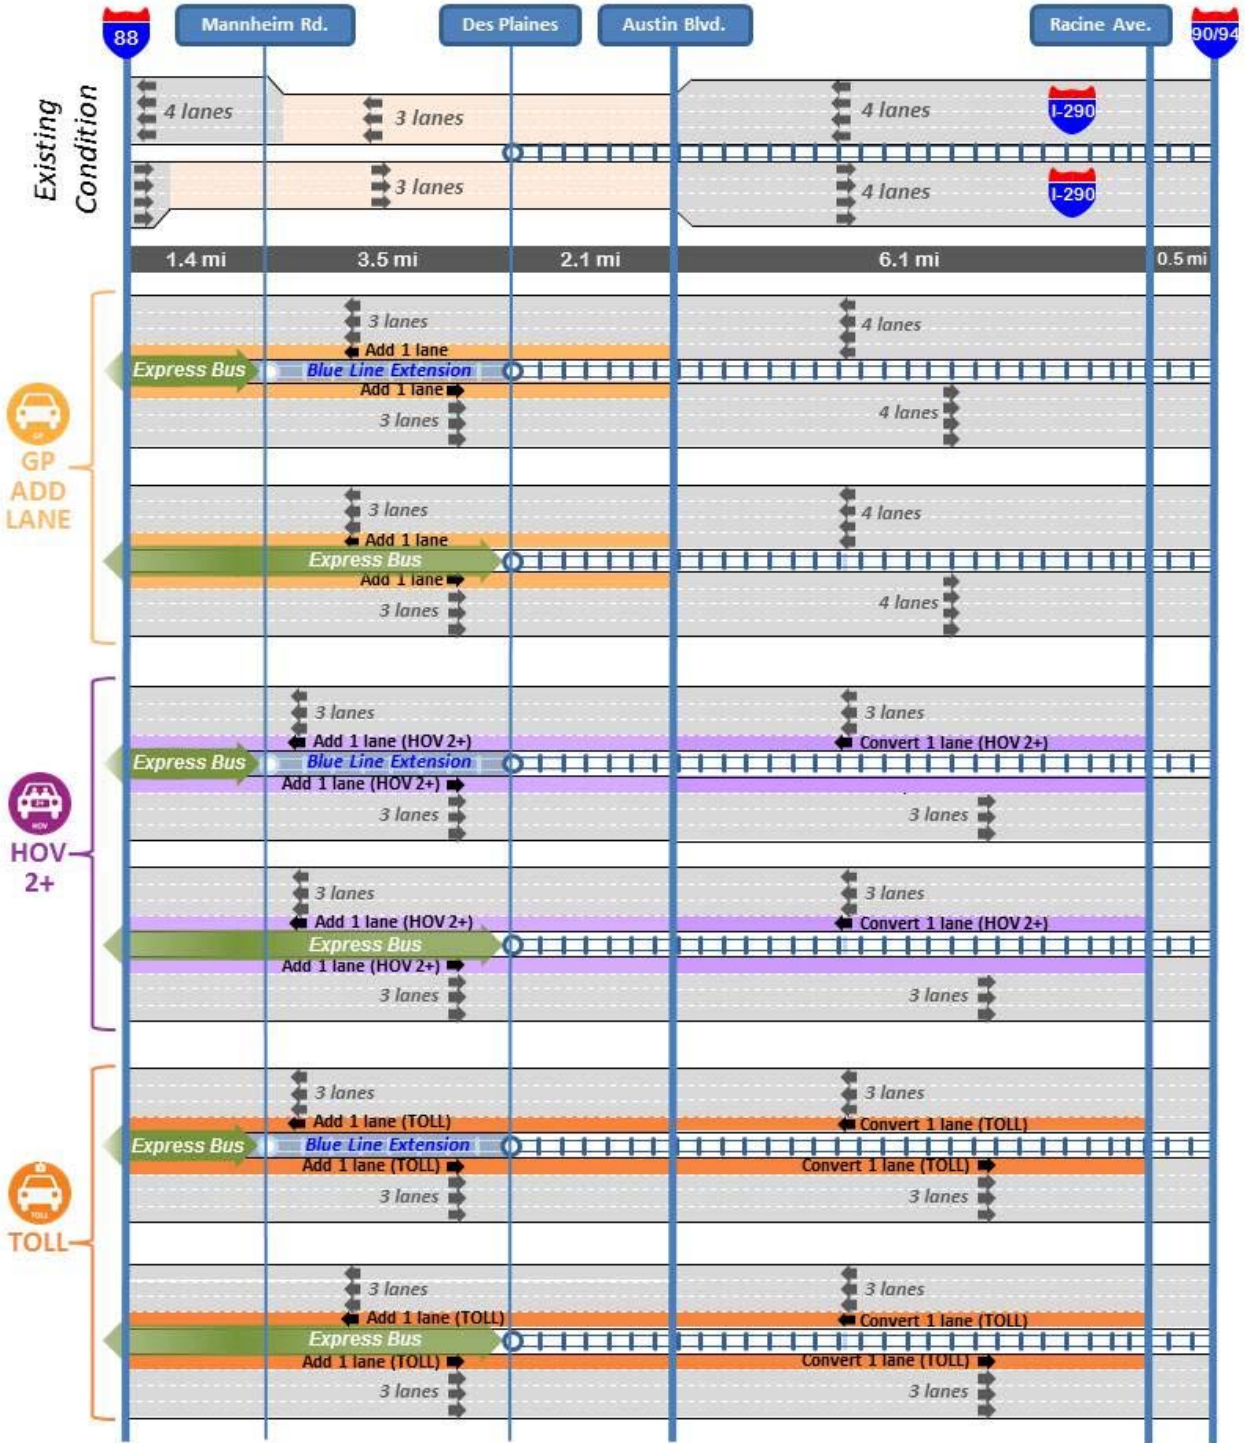 88
Mannheim Rd.
Des Plaines
Austin Blvd.
Racine Ave.
90/94
Existing
Condition
4 lanes
3 lanes
4 lanes
I-290
3 lanes
4 lanes
I-290
1.4 mi
3.5 mi
2.1 mi
6.1 mi
0.5 mi
GP
GP
ADD
LANE
3 lanes
4 lanes
Add 1 lane
Express Bus
Blue Line Extension
Add 1 lane
3 lanes
4 lanes
3 lanes
4 lanes
Add 1 lane
Express Bus
Add 1 lane
3 lanes
4 lanes
2+
HOV
HOV
2+
3 lanes
3 lanes
Add 1 lane (HOV 2+)
Convert 1 lane (HOV 2+)
Express Bus
Blue Line Extension
Add 1 lane (HOV 2+)
3 lanes
3 lanes
3 lanes
3 lanes
Add 1 lane (HOV 2+)
Convert 1 lane (HOV 2+)
Express Bus
Add 1 lane (HOV 2+)
3 lanes
3 lanes
TOLL
TOLL
3 lanes
3 lanes
Add 1 lane (TOLL)
Convert 1 lane (TOLL)
Express Bus
Blue Line Extension
Add 1 lane (TOLL)
Convert 1 lane (TOLL)
3 lanes
3 lanes
3 lanes
3 lanes
Add 1 lane (TOLL)
Convert 1 lane (TOLL)
Express Bus
Add 1 lane (TOLL)
Convert 1 lane (TOLL)
3 lanes
3 lanes